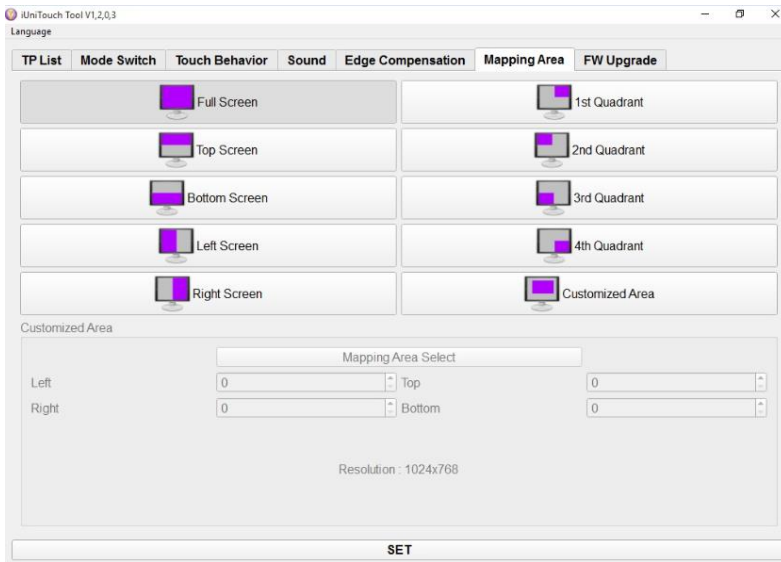 iUniTouch Tool V1,2,0,3
Language
TP List Mode Switch Touch Behavior Sound Edge Compensation Mapping Area FW Upgrade
Full Screen 1st Quadrant
Top Screen 2nd Quadrant
Bottom Screen 3rd Quadrant
Left Screen 4th Quadrant
Right Screen Customized Area
Customized Area
Mapping Area Select
Left 0 Top 0
Right 0 Bottom 0
Resolution : 1024x768
SET